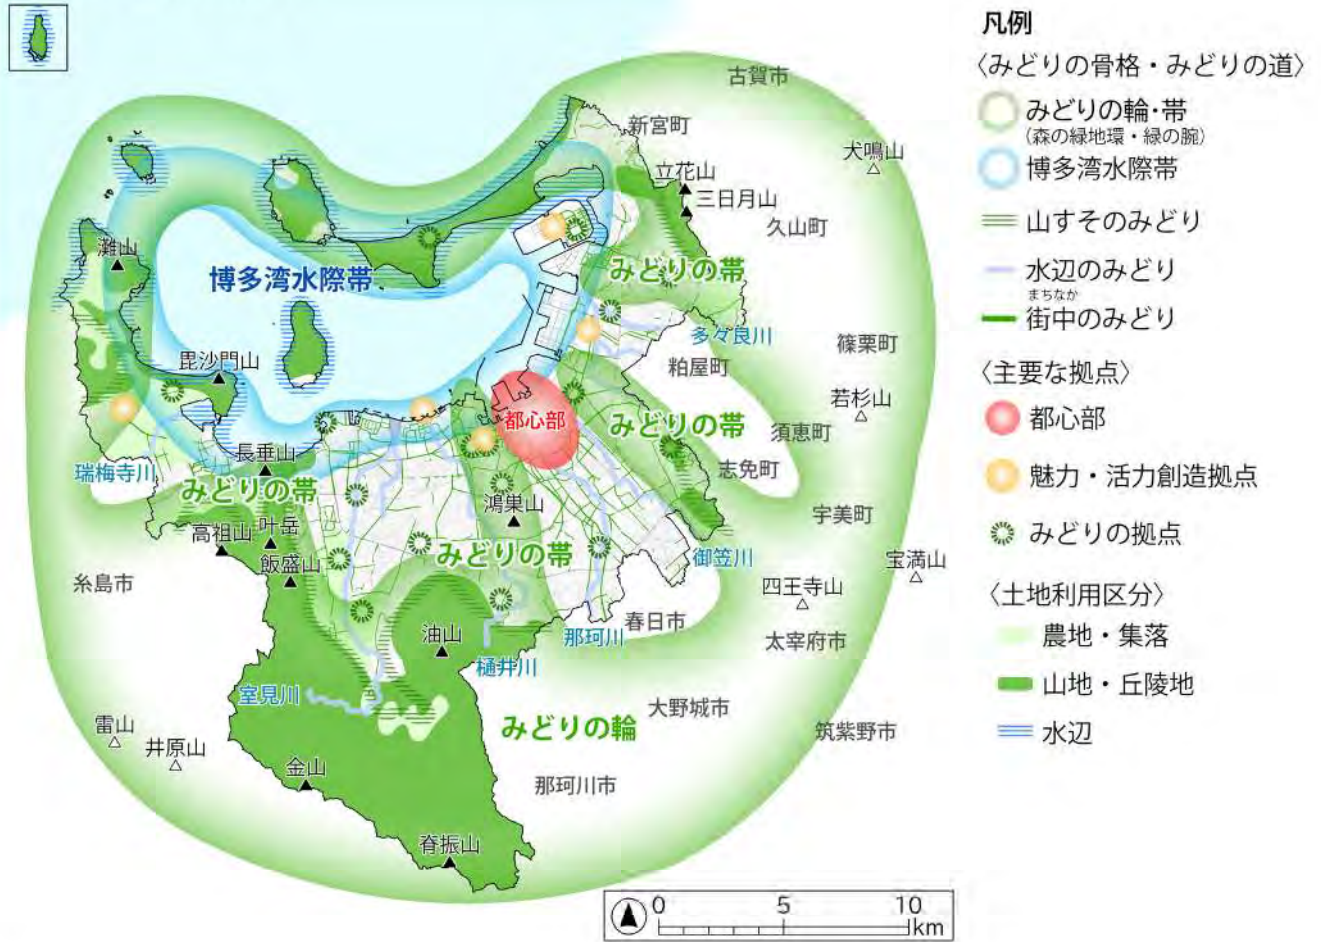 古賀市
新宮町
犬鳴山
立花山
三日月山
久山町
灘山
博多湾水際帯
みどりの帯
多々良川
篠栗町
毘沙門山
粕屋町
若杉山
都心部
みどりの帯
須恵町
長垂山
志免町
瑞梅寺川
みどりの帯
鴻巣山
宇美町
高祖山
叶岳
みどりの帯
御笠川
宝満山
飯盛山
糸島市
四王寺山
春日市
油山
那珂川
太宰府市
樋井川
室見川
大野城市
雷山
みどりの輪
筑紫野市
井原山
金山
那珂川市
脊振山
0 5 10
km
凡例
〈みどりの骨格・みどりの道〉
みどりの輪・帯
(森の緑地環・緑の腕)
博多湾水際帯
山すそのみどり
水辺のみどり
まちなか
街中のみどり
〈主要な拠点〉
都心部
魅力・活力創造拠点
みどりの拠点
〈土地利用区分〉
農地・集落
山地・丘陵地
水辺